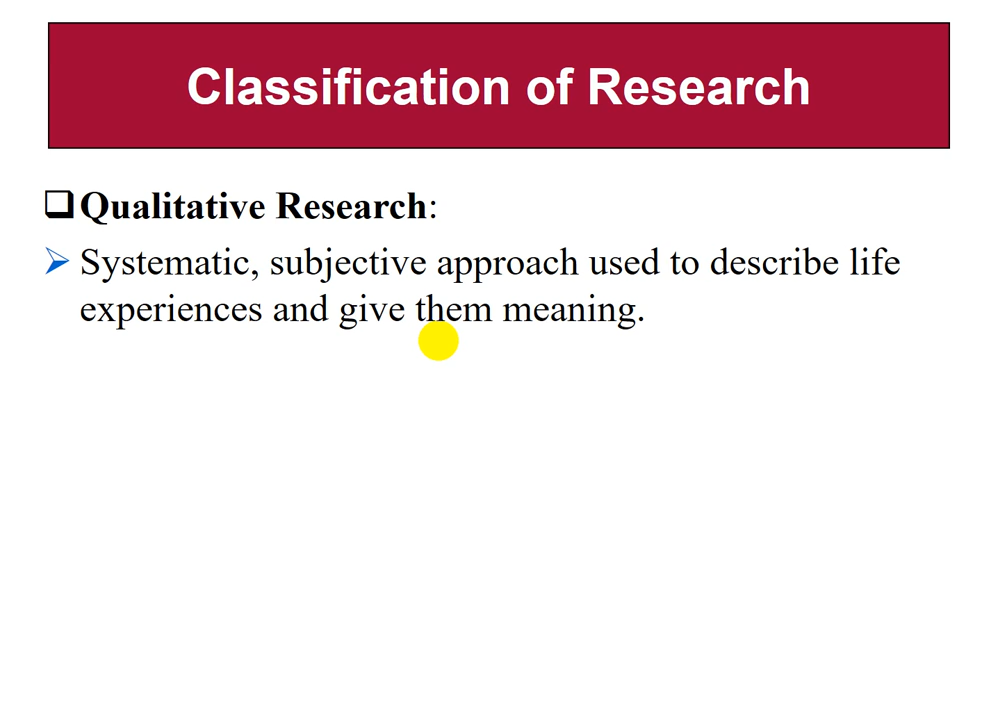 Classification of Research
Qualitative Research:
Systematic, subjective approach used to describe life
experiences and give them meaning.